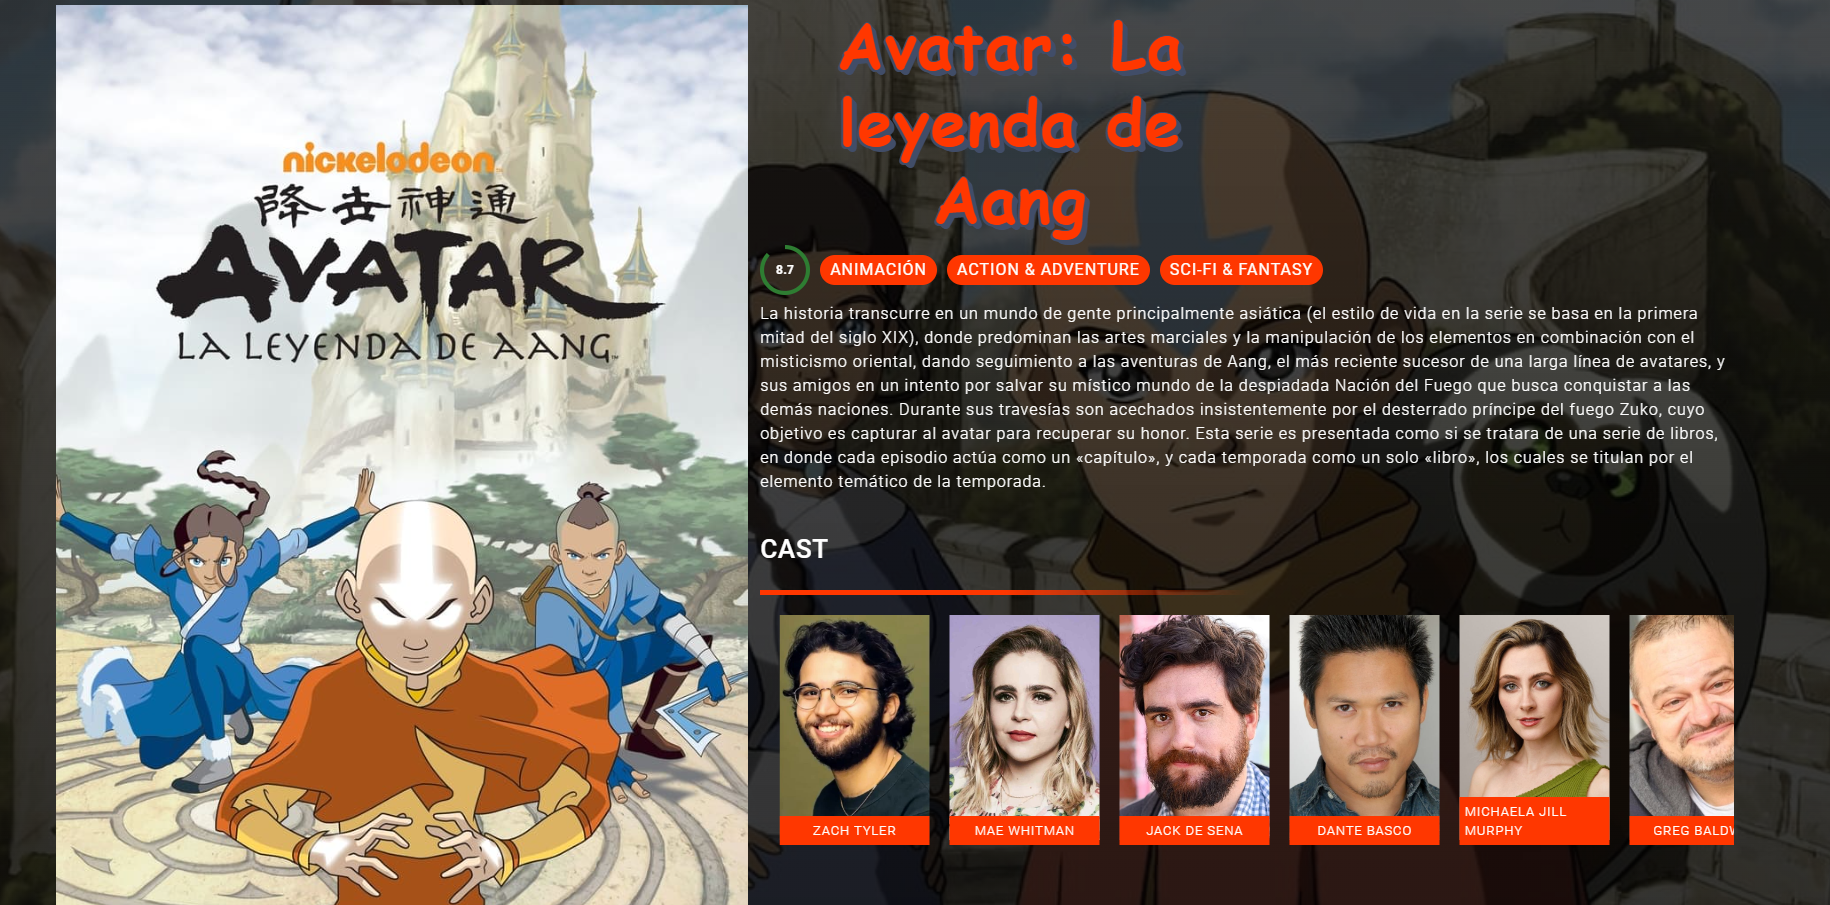 nickelodeon
降去神通
AVATAR
LA LEYENDA DE AANG™
Avatar: La
leyenda de
Aang
8.7
ANIMACIÓN
ACTION & ADVENTURE
SCI-FI & FANTASY
La historia transcurre en un mundo de gente principalmente asiática (el estilo de vida en la serie se basa en la primera
mitad del siglo XIX), donde predominan las artes marciales y la manipulación de los elementos en combinación con el
misticismo oriental, dando seguimiento a las aventuras de Aang, el más reciente sucesor de una larga línea de avatares, y
sus amigos en un intento por salvar su místico mundo de la despiadada Nación del Fuego que busca conquistar a las
demás naciones. Durante sus travesías son acechados insistentemente por el desterrado príncipe del fuego Zuko, cuyo
objetivo es capturar al avatar para recuperar su honor. Esta serie es presentada como si se tratara de una serie de libros,
en donde cada episodio actúa como un «capítulo», y cada temporada como un solo «libro», los cuales se titulan por el
elemento temático de la temporada.
CAST
ZACH TYLER
MAE WHITMAN
JACK DE SENA
DANTE BASCO
MICHAELA JILL
MURPHY
GREG